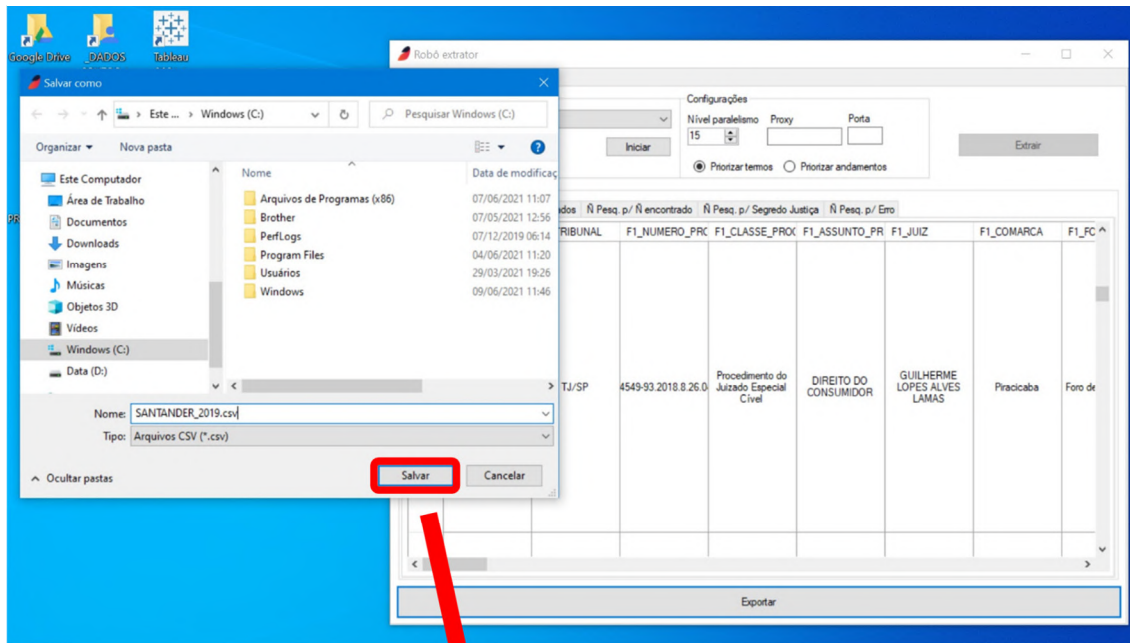 Google Drive
_DADOS
Tableau
Robô extrator
Salvar como
Este ...
Windows (C:)
Pesquisar Windows (C:)
Organizar
Nova pasta
Este Computador
Área de Trabalho
Documentos
Downloads
Imagens
Músicas
Objetos 3D
Vídeos
Windows (C:)
Data (D:)
Nome
Data de modificaç
Arquivos de Programas (x86)
07/06/2021 11:07
Brother
07/05/2021 12:56
PerfLogs
07/12/2019 06:14
Program Files
04/06/2021 11:20
Usuários
29/03/2021 19:26
Windows
09/06/2021 11:46
Nome: SANTANDER_2019.csv
Tipo: Arquivos CSV (*.csv)
Ocultar pastas
Salvar
Cancelar
Iniciar
Configurações
Nível paralelismo Proxy Porta
15
Priorizar termos Priorizar andamentos
Extrair
dos Ñ Pesq. p/ Ñ encontrado Ñ Pesq. p/ Segredo Justiça Ñ Pesq. p/ Erro
RIBUNAL F1_NUMERO_PRC F1_CLASSE_PROC F1_ASSUNTO_PR F1_JUIZ F1_COMARCA F1_FC
TJ/SP
4549-93.2018.8.26.0
Procedimento do
Juizado Especial
Cível
DIREITO DO
CONSUMIDOR
GUILHERME
LOPES ALVES
LAMAS
Piracicaba
Foro de
Exportar